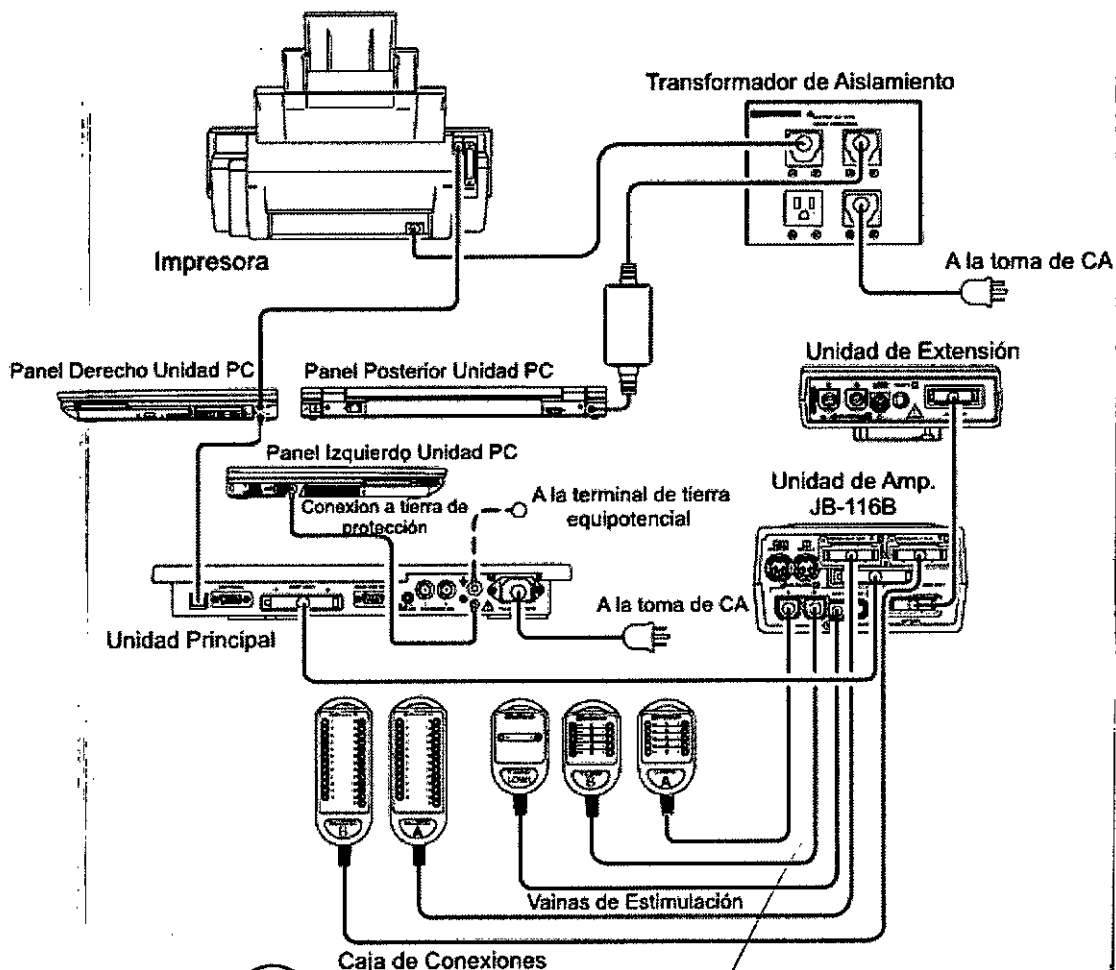 Transformador de Aislamiento
Impresora
A la toma de CA
Panel Derecho Unidad PC
Panel Posterior Unidad PC
Unidad de Extensión
Panel Izquierdo Unidad PC
Conexion a tierra de
protección
A la terminal de tierra
equipotencial
Unidad de Amp.
JB-116B
A la toma de CA
Unidad Principal
B
A
B
A
Vainas de Estimulación
Caja de Conexiones